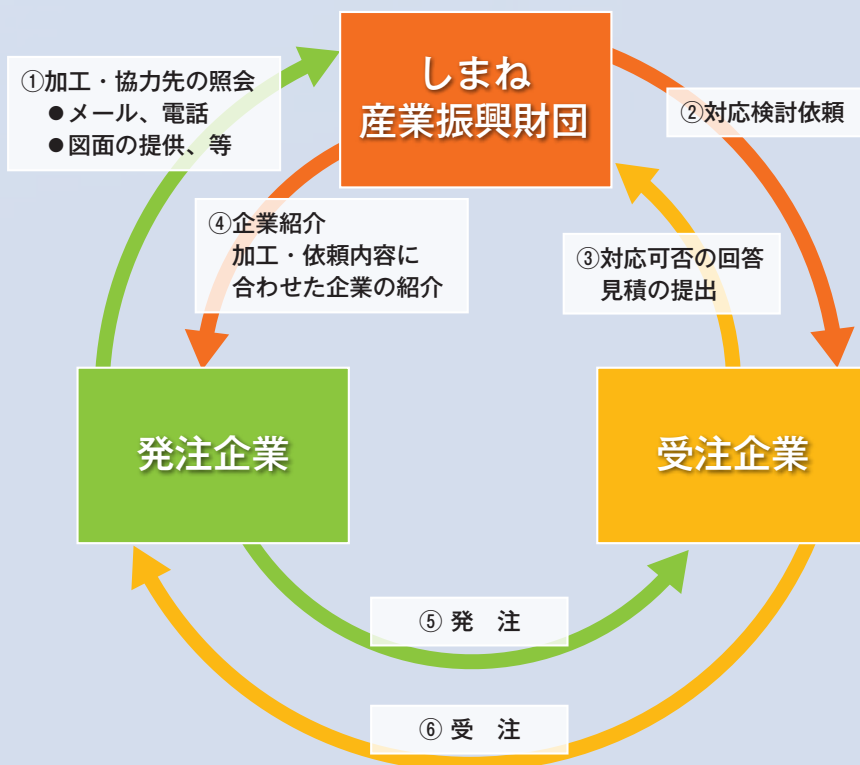 しまね
産業振興財団
①加工・協力先の照会
●メール、電話
●図面の提供、等
②対応検討依頼
④企業紹介
加工・依頼内容に
合わせた企業の紹介
③対応可否の回答
見積の提出
発注企業
受注企業
⑤ 発　注
⑥ 受　注